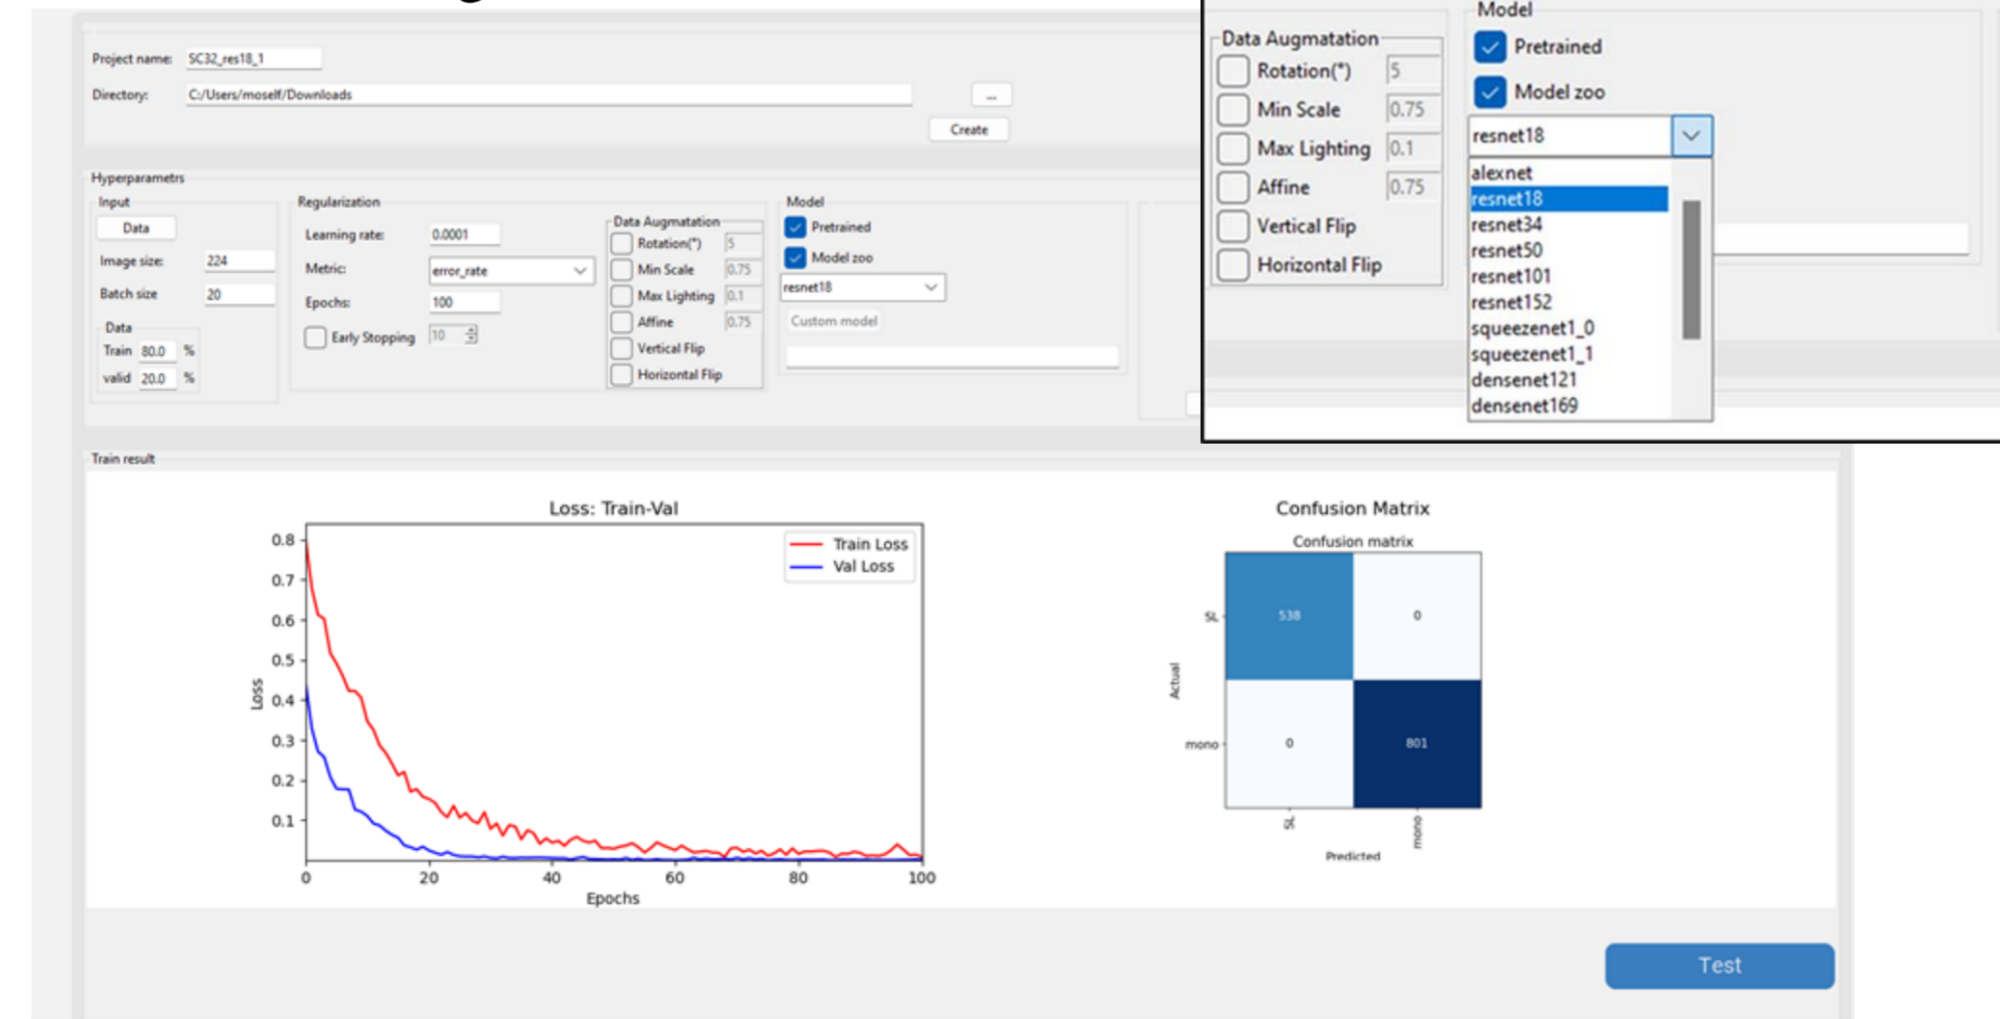 Project name: SC32_res18_1
Directory: C:/Users/moself/Downloads
...
Create
Hyperparametrs
Input
Data
Image size: 224
Batch size 20
Data
Train 80.0 %
valid 20.0 %
Regularization
Learning rate: 0.0001
Metric: error_rate
Epochs: 100
Early Stopping 10
Data Augmatation
Rotation(°) 5
Min Scale 0.75
Max Lighting 0.1
Affine 0.75
Vertical Flip
Horizontal Flip
Model
Pretrained
Model zoo
resnet18
Custom model
Data Augmatation
Rotation(°) 5
Min Scale 0.75
Max Lighting 0.1
Affine 0.75
Vertical Flip
Horizontal Flip
Model
Pretrained
Model zoo
resnet18
alexnet
resnet18
resnet34
resnet50
resnet101
resnet152
squeezenet1_0
squeezenet1_1
densenet121
densenet169
Train result
Loss: Train-Val
Train Loss
Val Loss
Loss
0.8
0.7
0.6
0.5
0.4
0.3
0.2
0.1
0 20 40 60 80 100
Epochs
Confusion Matrix
Confusion matrix
Actual
SL 538 0
mono 0 801
SL mono
Predicted
Test